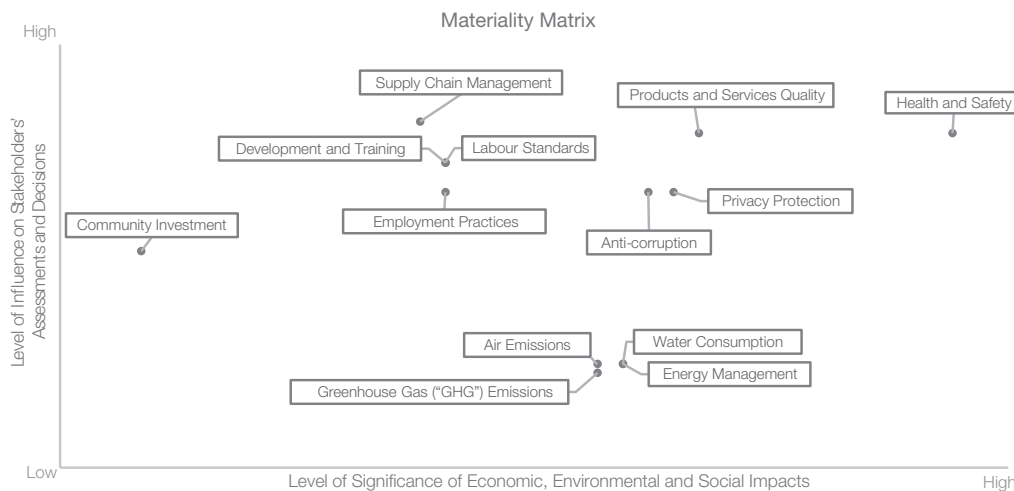 Materiality Matrix
High
Supply Chain Management
Products and Services Quality
Health and Safety
Development and Training
Labour Standards
Privacy Protection
Employment Practices
Community Investment
Anti-corruption
Level of Influence on Stakeholders'
Assessments and Decisions
Air Emissions
Water Consumption
Energy Management
Greenhouse Gas (“GHG”) Emissions
Low
Level of Significance of Economic, Environmental and Social Impacts
High